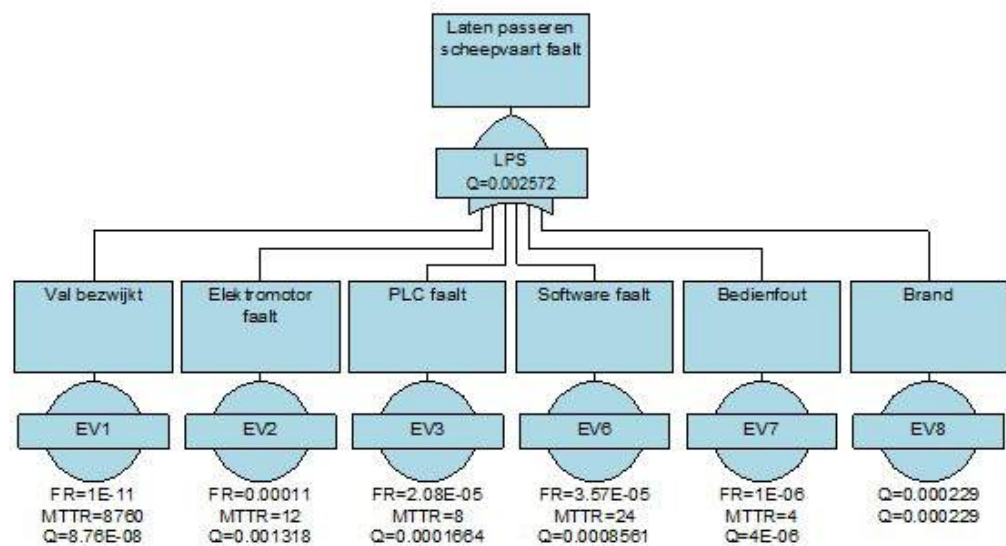 Laten passeren
scheepvaart faalt
LPS
Q=0.002572
Val bezwijkt
Elektromotor
faalt
PLC faalt
Software faalt
Bedienfout
Brand
EV1
EV2
EV3
EV6
EV7
EV8
FR=1E-11
MTTR=8760
Q=8.76E-08
FR=0.00011
MTTR=12
Q=0.001318
FR=2.08E-05
MTTR=8
Q=0.0001664
FR=3.57E-05
MTTR=24
Q=0.0008561
FR=1E-06
MTTR=4
Q=4E-06
Q=0.000229
Q=0.000229